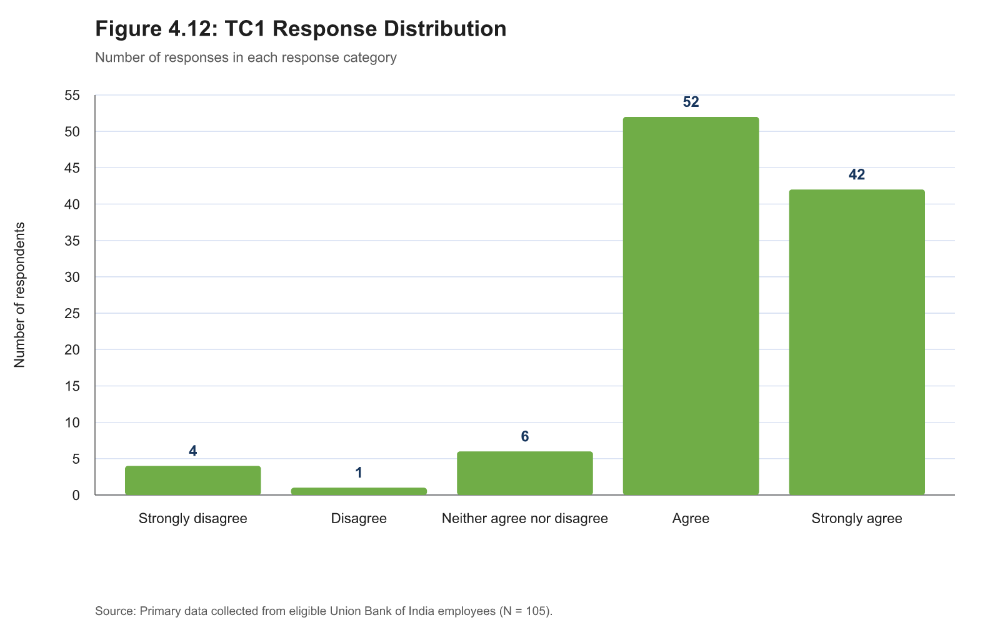 Figure 4.12: TC1 Response Distribution
Number of responses in each response category
Number of respondents
55
50
45
40
35
30
25
20
15
10
5
0
4
1
6
52
42
Strongly disagree
Disagree
Neither agree nor disagree
Agree
Strongly agree
Source: Primary data collected from eligible Union Bank of India employees (N = 105).